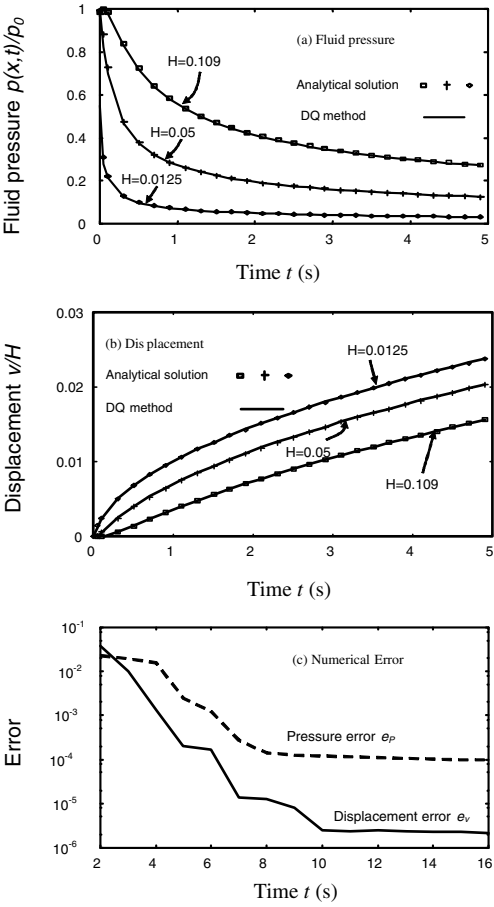 Fluid pressure p(x,t)/p0
1
0.8
0.6
0.4
0.2
0
(a) Fluid pressure
Analytical solution
DQ method
H=0.109
H=0.05
H=0.0125
0 1 2 3 4 5
Time t (s)
Displacement v/H
0.03
0.02
0.01
0
(b) Dis placement
Analytical solution
DQ method
H=0.0125
H=0.05
H=0.109
0 1 2 3 4 5
Time t (s)
Error
10-1
10-2
10-3
10-4
10-5
10-6
(c) Numerical Error
Pressure error eP
Displacement error ev
2 4 6 8 10 12 14 16
Time t (s)